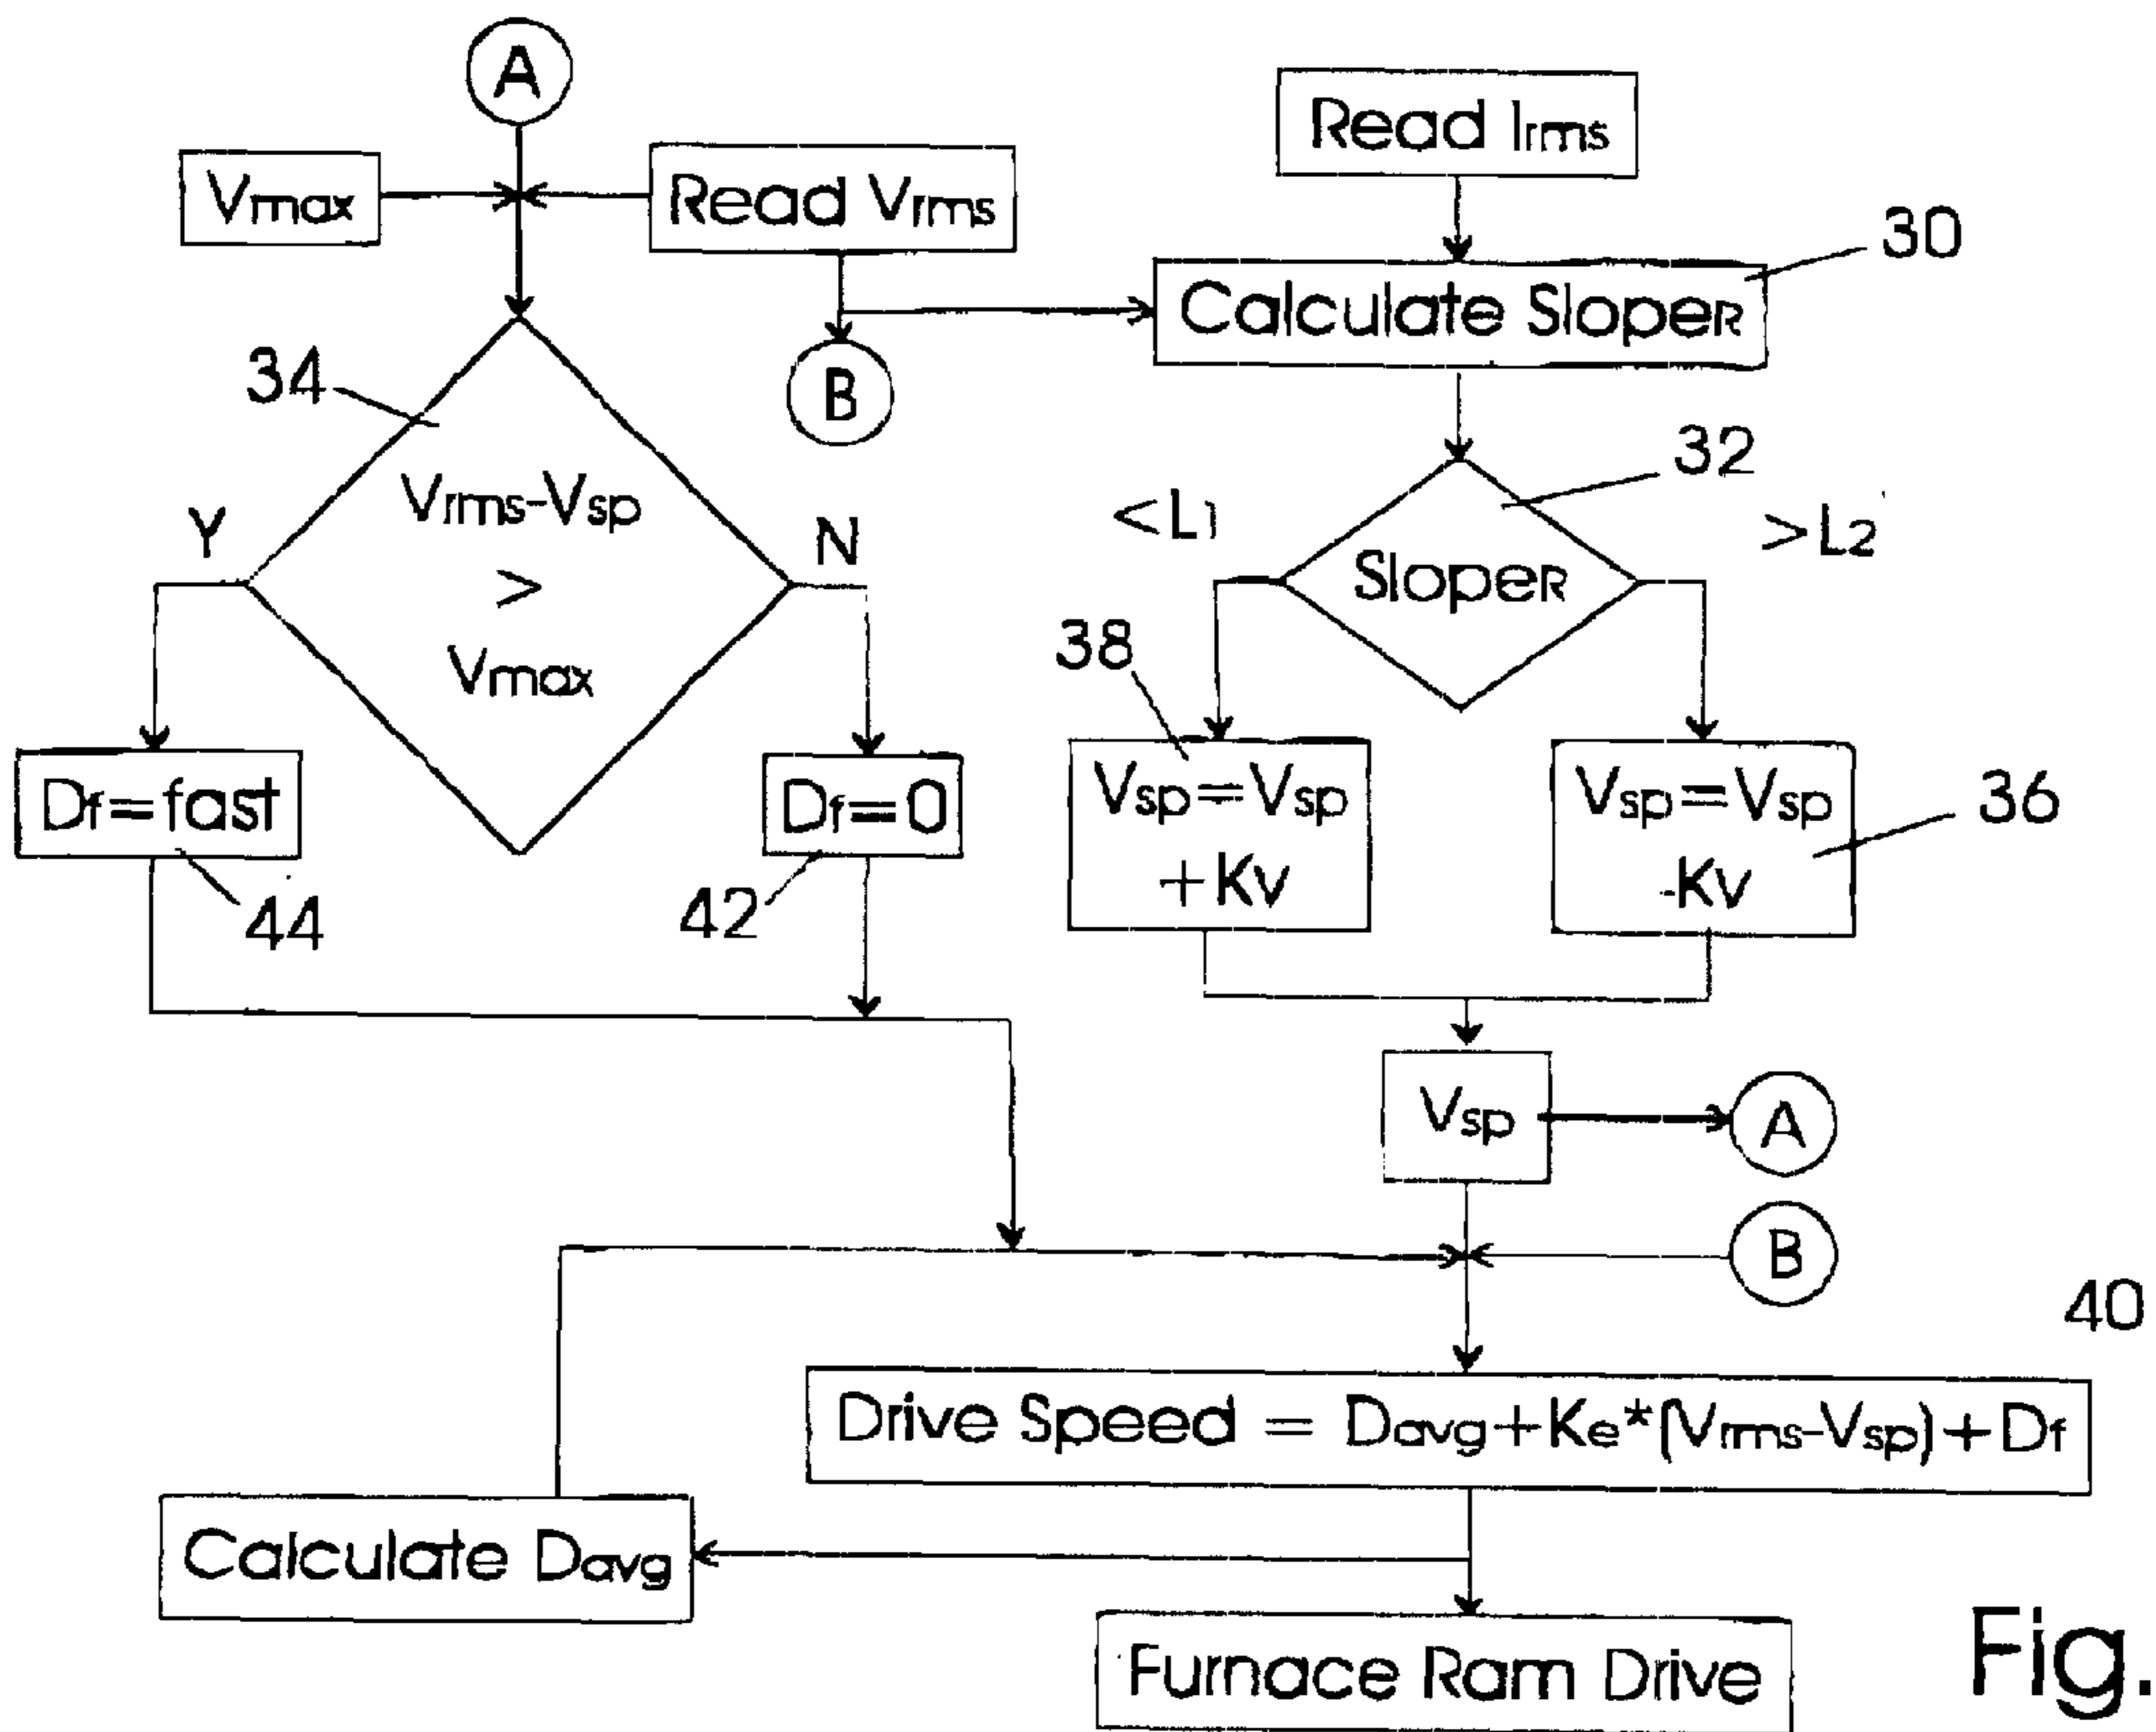 A
Read Irms
Vmax
Read Vrms
30
Calculate SlopeR
34
B
32
Vrms-Vsp
>
Vmax
Y
N
<L1
>L2
SlopeR
38
Df=fast
Df=0
Vsp=Vsp
+Kv
Vsp=Vsp
-Kv
36
44
42
Vsp
A
B
40
Drive Speed = Davg+Ke*(Vrms-Vsp)+Df
Calculate Davg
Furnace Ram Drive
Fig.